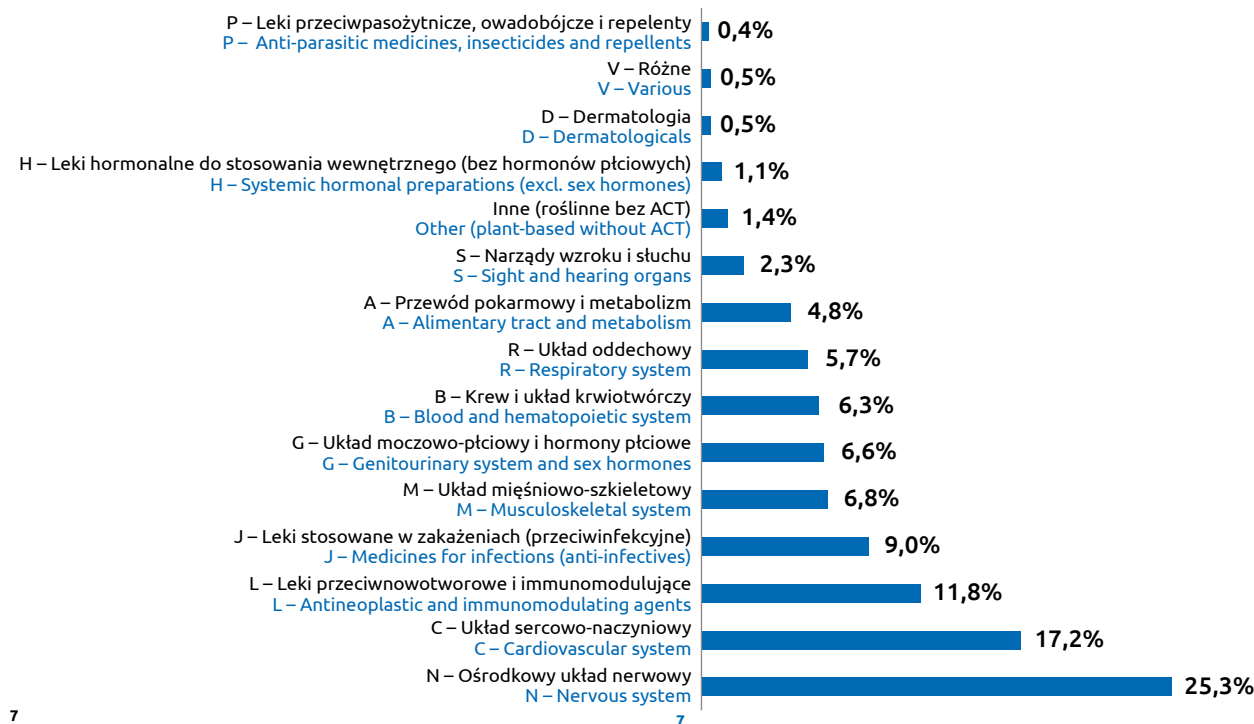 P – Leki przeciwpasożytnicze, owadobójcze i repelenty
P – Anti-parasitic medicines, insecticides and repellents
0,4%
V – Różne
V – Various
0,5%
D – Dermatologia
D – Dermatologicals
0,5%
H – Leki hormonalne do stosowania wewnętrznego (bez hormonów płciowych)
H – Systemic hormonal preparations (excl. sex hormones)
1,1%
Inne (roślinne bez ACT)
Other (plant-based without ACT)
1,4%
S – Narządy wzroku i słuchu
S – Sight and hearing organs
2,3%
A – Przewód pokarmowy i metabolizm
A – Alimentary tract and metabolism
4,8%
R – Układ oddechowy
R – Respiratory system
5,7%
B – Krew i układ krwiotwórczy
B – Blood and hematopoietic system
6,3%
G – Układ moczowo-płciowy i hormony płciowe
G – Genitourinary system and sex hormones
6,6%
M – Układ mięśniowo-szkieletowy
M – Musculoskeletal system
6,8%
J – Leki stosowane w zakażeniach (przeciwinfekcyjne)
J – Medicines for infections (anti-infectives)
9,0%
L – Leki przeciwnowotworowe i immunomodulujące
L – Antineoplastic and immunomodulating agents
11,8%
C – Układ sercowo-naczyniowy
C – Cardiovascular system
17,2%
N – Ośrodkowy układ nerwowy
N – Nervous system
25,3%
7
7